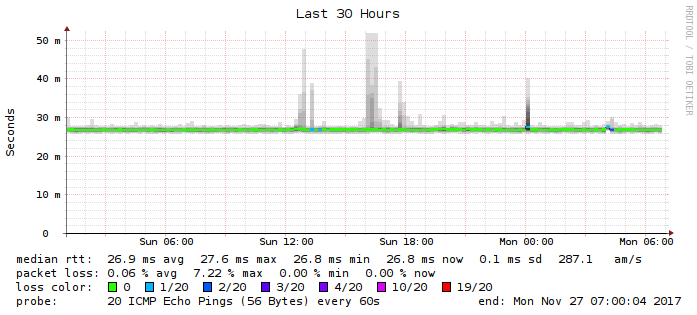 Last 30 Hours
RRDTOOL / TOBI OETIKER
Seconds
50 m
40 m
30 m
20 m
10 m
0
Sun 06:00 Sun 12:00 Sun 18:00 Mon 00:00 Mon 06:00
median rtt: 26.9 ms avg 27.6 ms max 26.8 ms min 26.8 ms now 0.1 ms sd 287.1 am/s
packet loss: 0.06 % avg 7.22 % max 0.00 % min 0.00 % now
loss color: 0 1/20 2/20 3/20 4/20 10/20 19/20
probe: 20 ICMP Echo Pings (56 Bytes) every 60s end: Mon Nov 27 07:00:04 2017